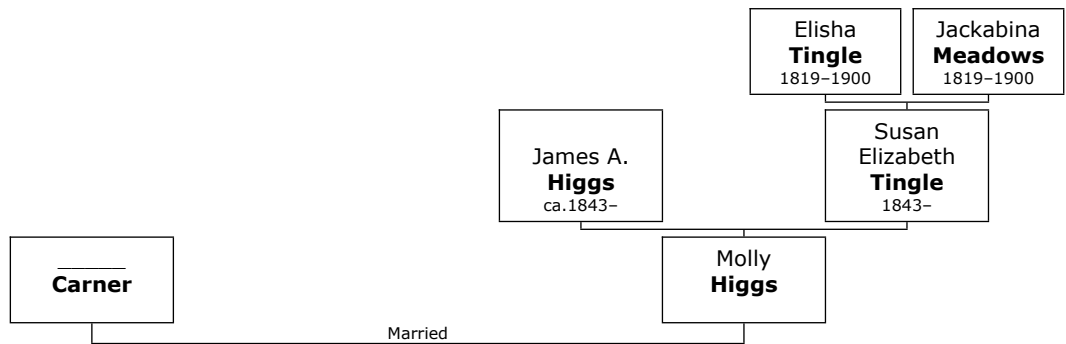 Elisha
Tingle
1819–1900
Jackabina
Meadows
1819–1900
James A.
Higgs
ca.1843–
Susan
Elizabeth
Tingle
1843–
______
Carner
Molly
Higgs
Married